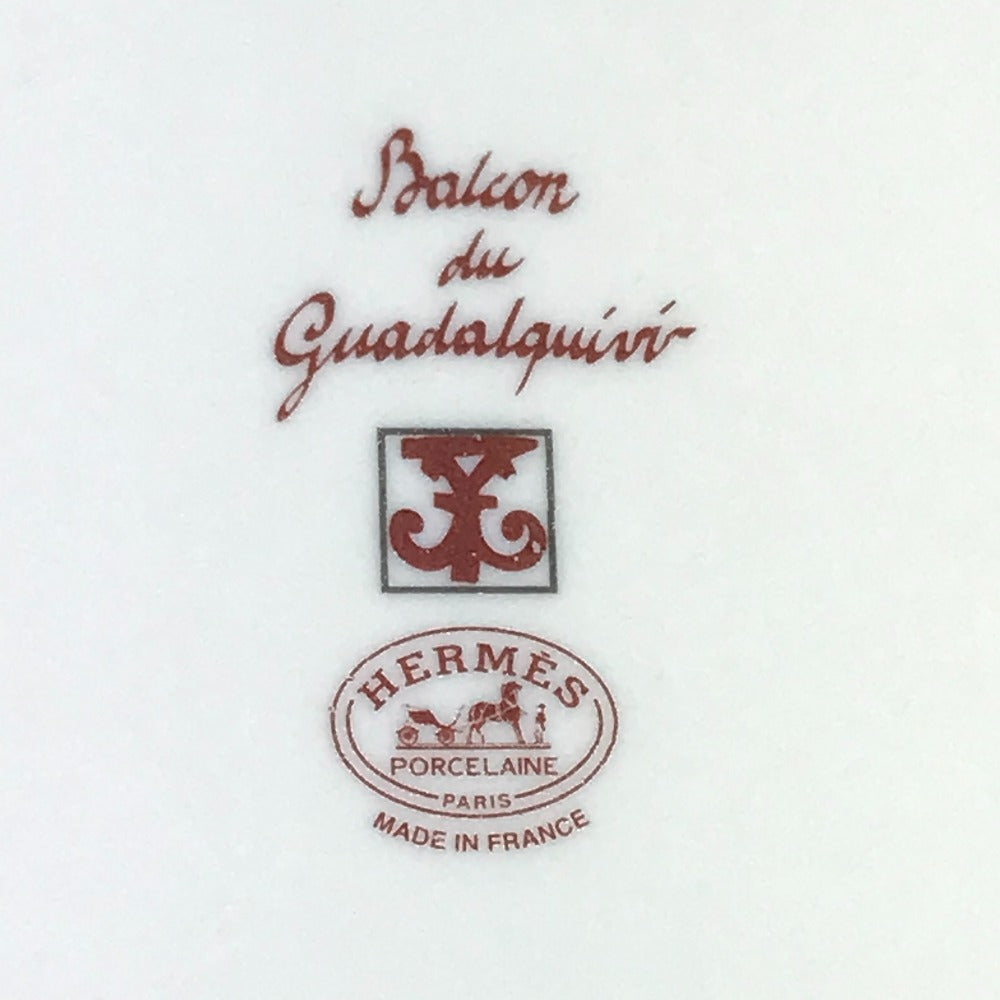 Balcon
du
Guadalquivir
HERMÈS
PORCELAINE
PARIS
MADE IN FRANCE